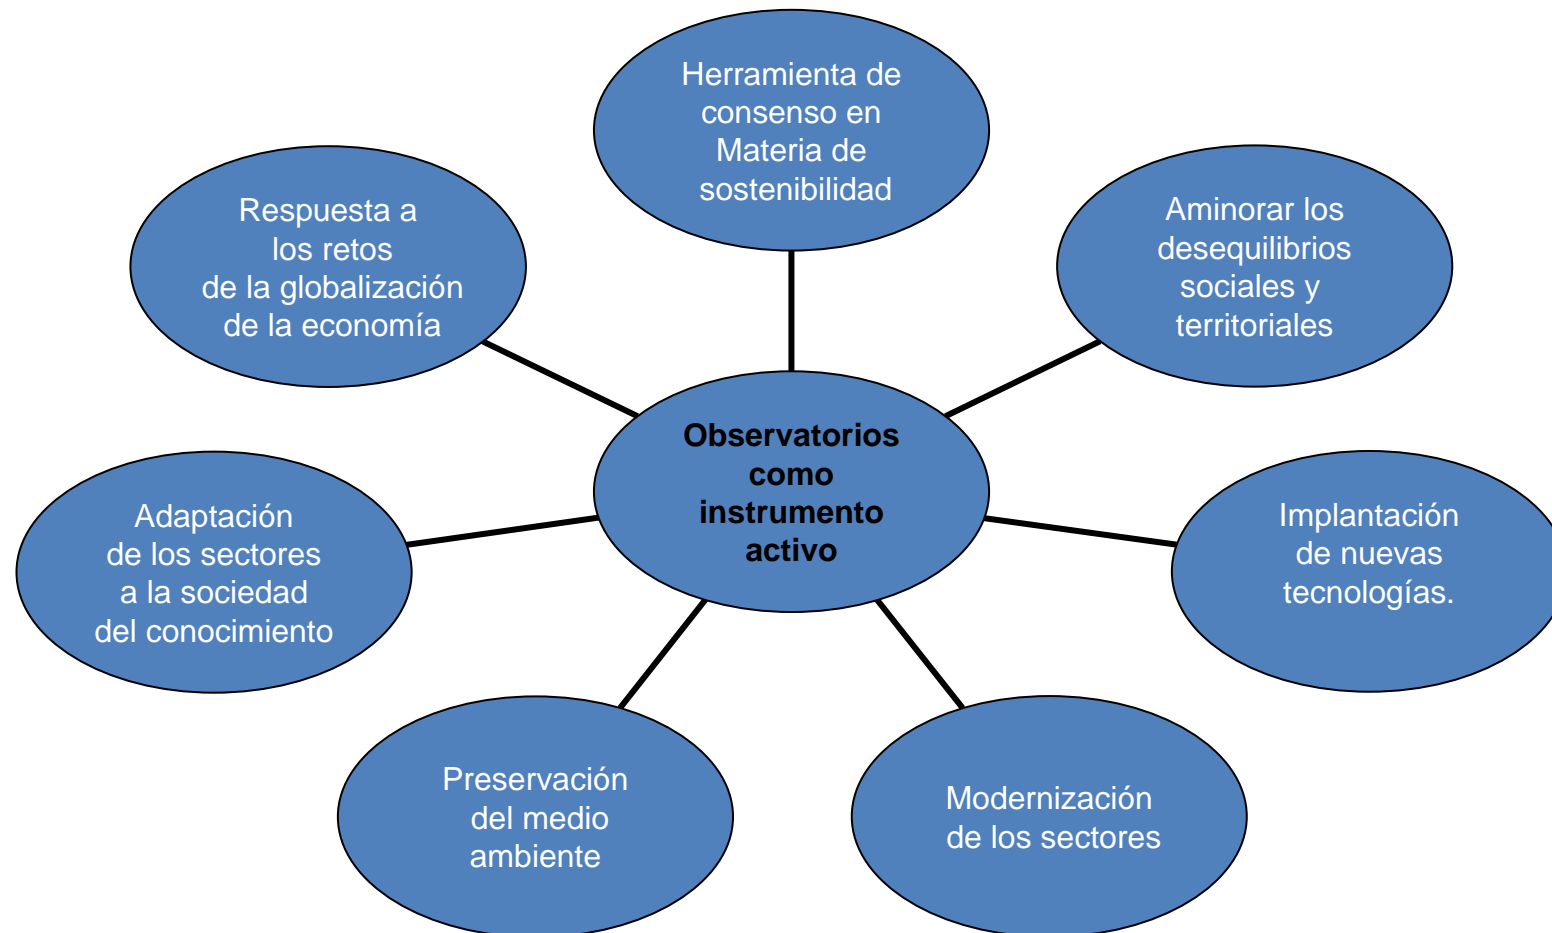 Herramienta de
consenso en
Materia de
sostenibilidad
Respuesta a
los retos
de la globalización
de la economía
Aminorar los
desequilibrios
sociales y
territoriales
Observatorios
como
instrumento
activo
Adaptación
de los sectores
a la sociedad
del conocimiento
Implantación
de nuevas
tecnologías.
Preservación
del medio
ambiente
Modernización
de los sectores